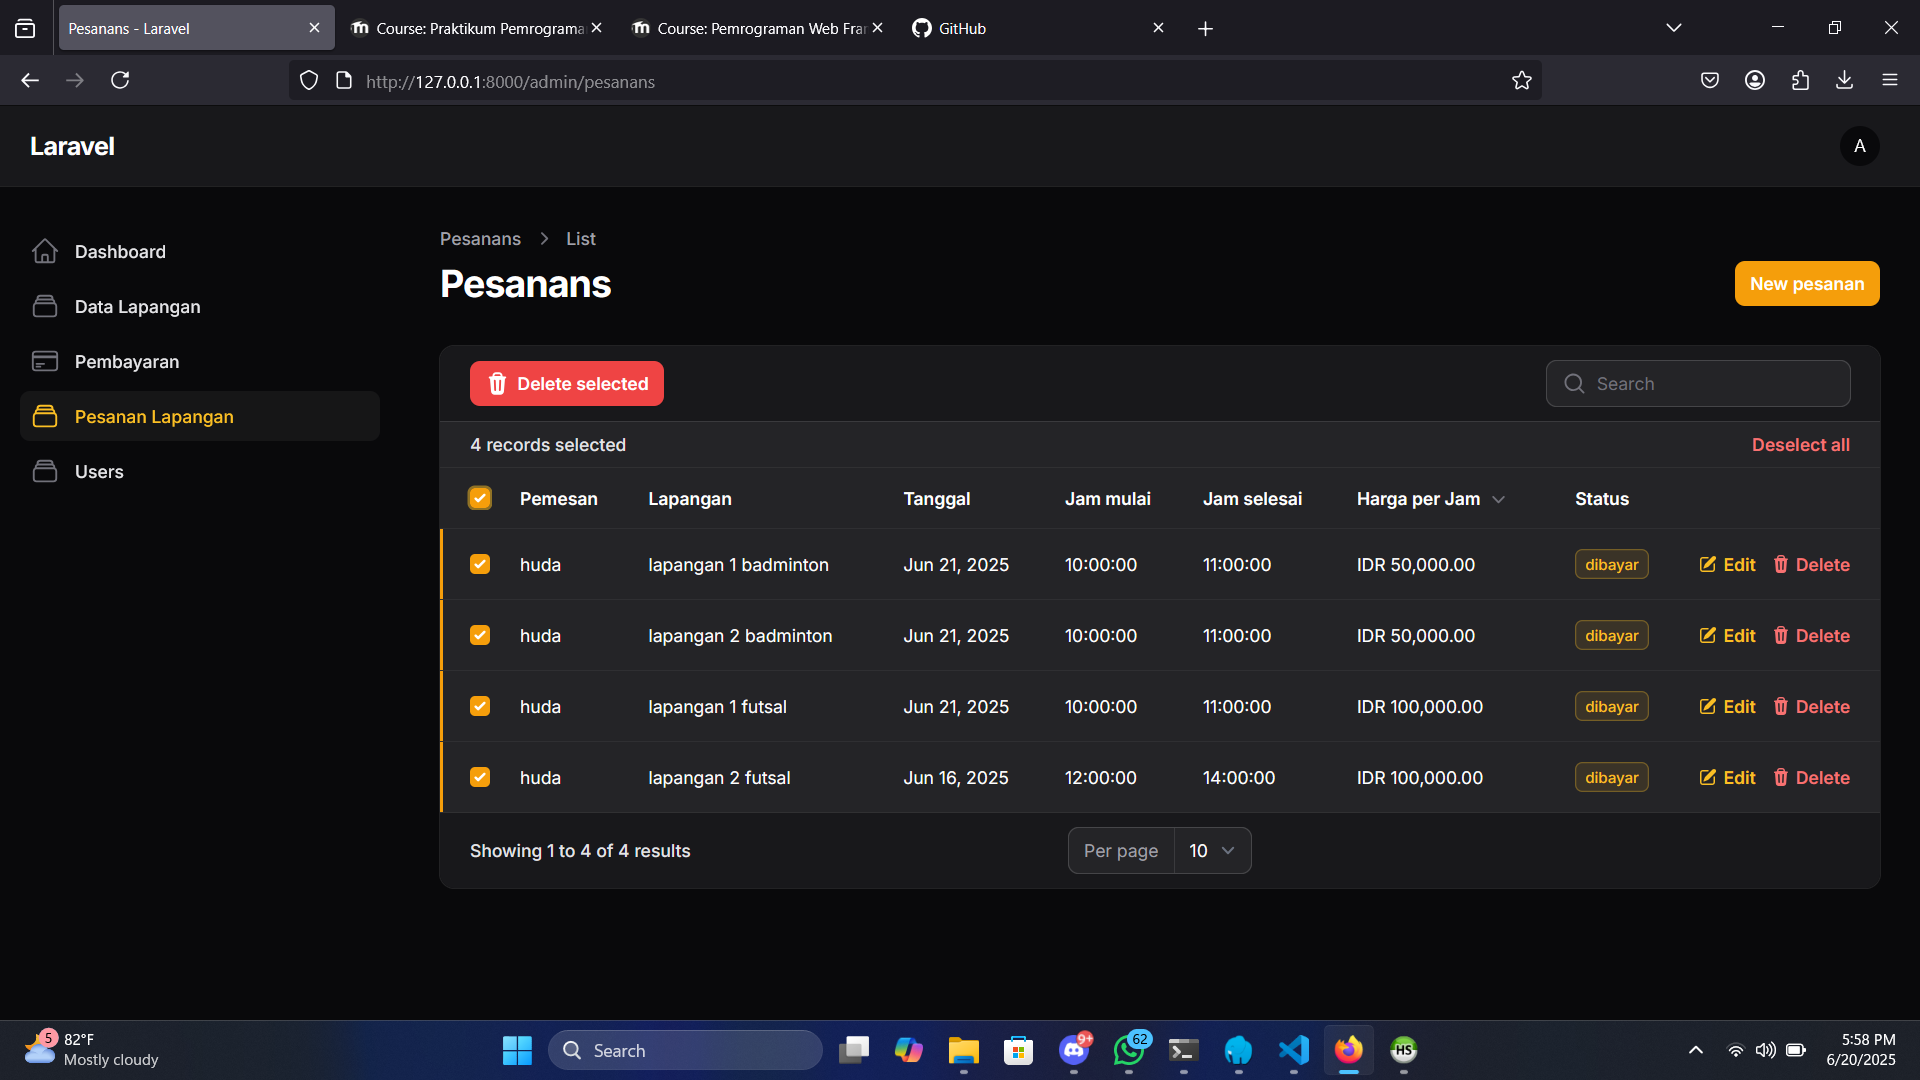 Pesanans - Laravel
Course: Praktikum Pemrograma
Course: Pemrograman Web Fra
GitHub
http://127.0.0.1:8000/admin/pesanans
Laravel
A
Dashboard
Data Lapangan
Pembayaran
Pesanan Lapangan
Users
Pesanans > List
Pesanans
New pesanan
Delete selected
Search
4 records selected
Deselect all
Pemesan Lapangan Tanggal Jam mulai Jam selesai Harga per Jam Status
huda lapangan 1 badminton Jun 21, 2025 10:00:00 11:00:00 IDR 50,000.00 dibayar Edit Delete
huda lapangan 2 badminton Jun 21, 2025 10:00:00 11:00:00 IDR 50,000.00 dibayar Edit Delete
huda lapangan 1 futsal Jun 21, 2025 10:00:00 11:00:00 IDR 100,000.00 dibayar Edit Delete
huda lapangan 2 futsal Jun 16, 2025 12:00:00 14:00:00 IDR 100,000.00 dibayar Edit Delete
Showing 1 to 4 of 4 results
Per page 10
5
82°F
Mostly cloudy
Search
9+
62
HS
5:58 PM
6/20/2025